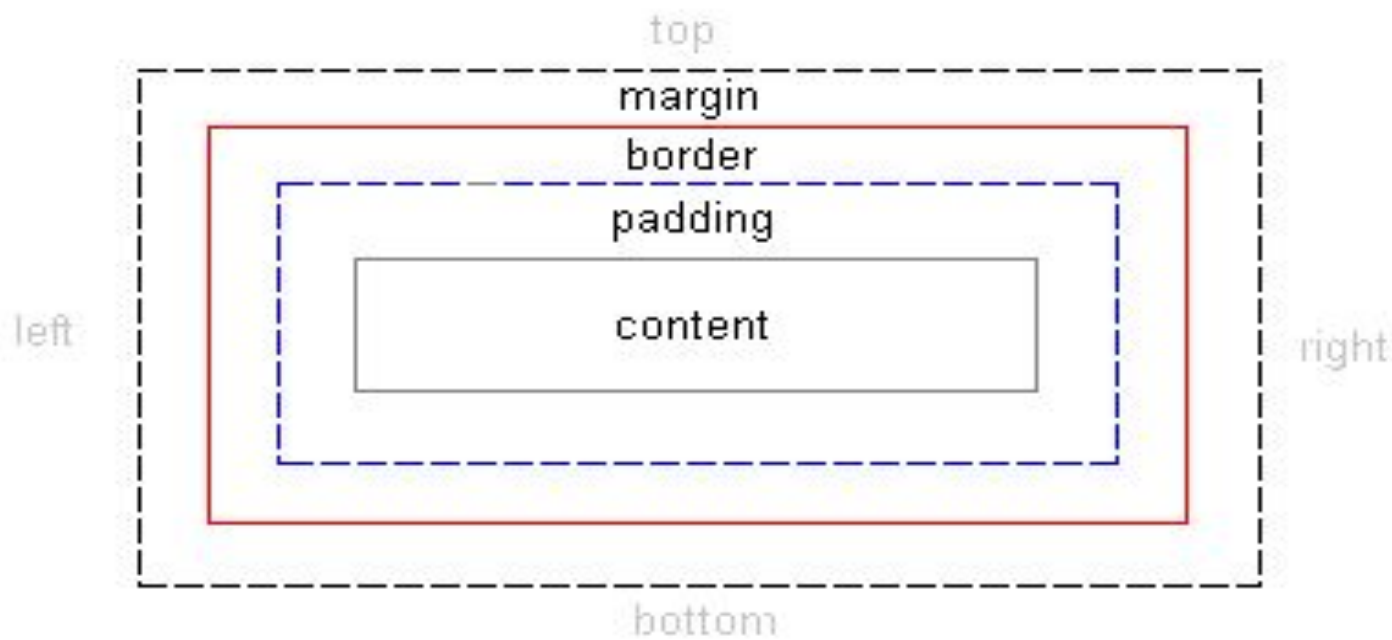 top
margin
border
padding
content
left
right
bottom